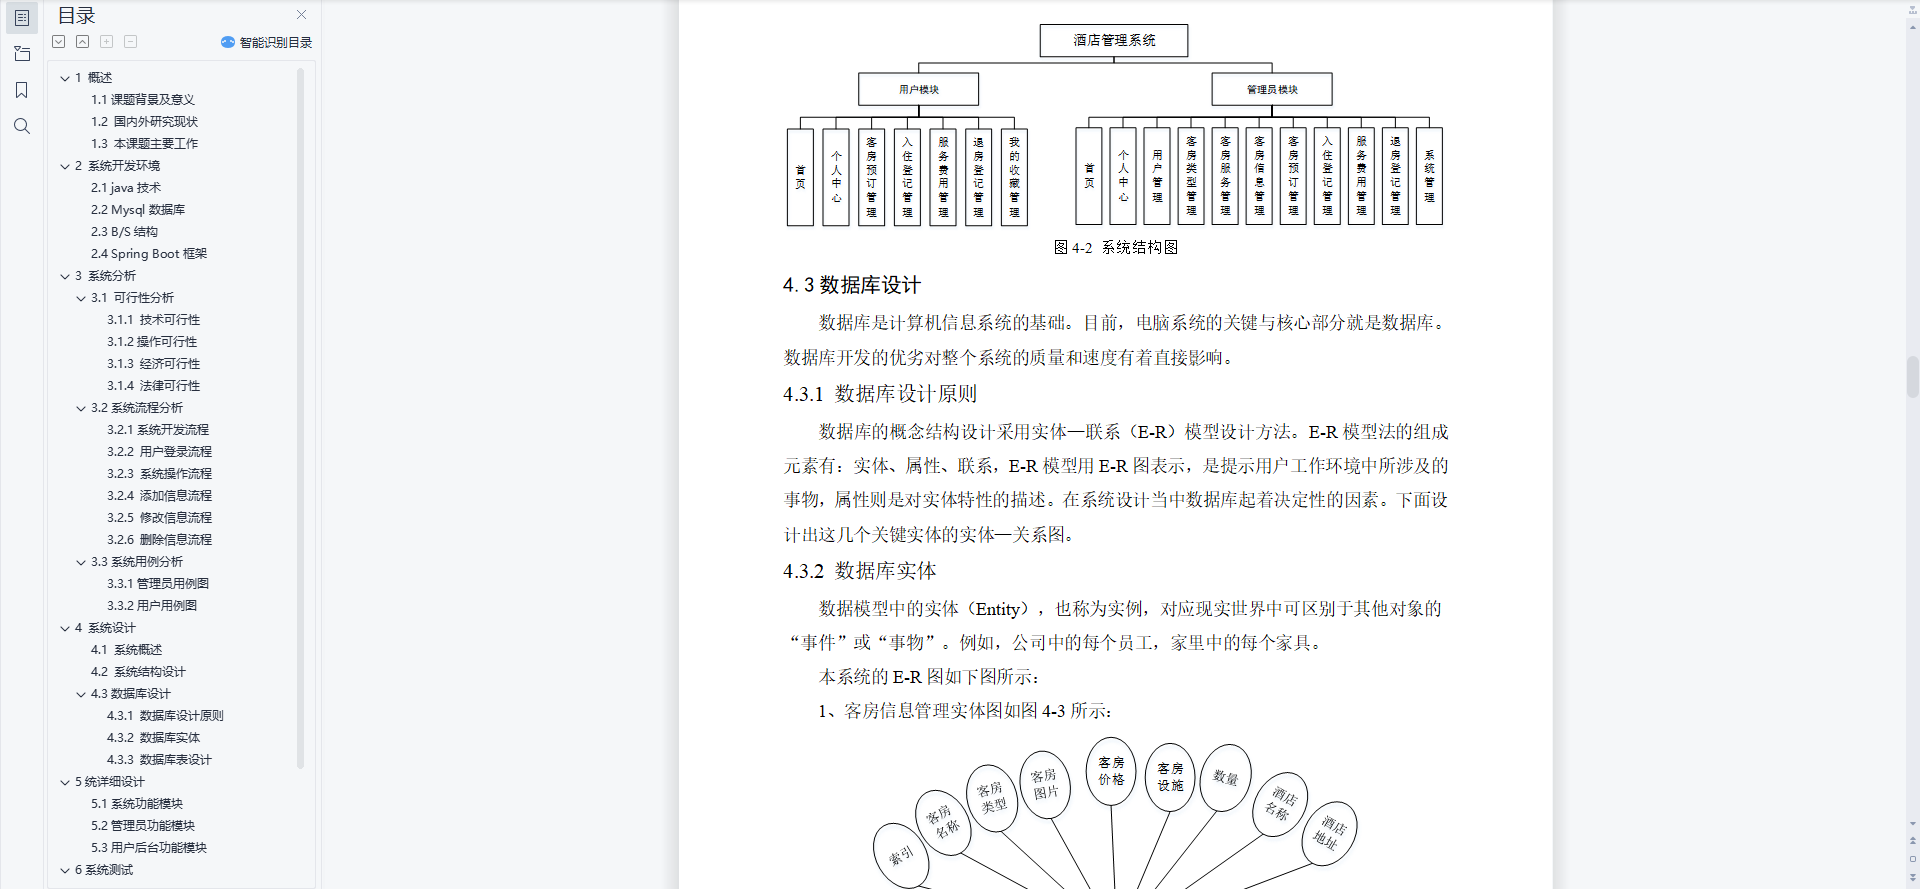 目录
智能识别目录
1 概述
1.1 课题背景及意义
1.2 国内外研究现状
1.3 本课题主要工作
2 系统开发环境
2.1 java 技术
2.2 Mysql 数据库
2.3 B/S 结构
2.4 Spring Boot 框架
3 系统分析
3.1 可行性分析
3.1.1 技术可行性
3.1.2 操作可行性
3.1.3 经济可行性
3.1.4 法律可行性
3.2 系统流程分析
3.2.1 系统开发流程
3.2.2 用户登录流程
3.2.3 系统操作流程
3.2.4 添加信息流程
3.2.5 修改信息流程
3.2.6 删除信息流程
3.3 系统用例分析
3.3.1 管理员用例图
3.3.2 用户用例图
4 系统设计
4.1 系统概述
4.2 系统结构设计
4.3 数据库设计
4.3.1 数据库设计原则
4.3.2 数据库实体
4.3.3 数据库表设计
5 统详细设计
5.1 系统功能模块
5.2 管理员功能模块
5.3 用户后台功能模块
6 系统测试
酒店管理系统
用户模块
管理员模块
首页
个人中心
客房预订管理
入住登记管理
服务费用管理
退房登记管理
我的收藏管理
首页
个人中心
用户管理
客房类型管理
客房服务管理
客房信息管理
客房预订管理
入住登记管理
服务费用管理
退房登记管理
系统管理
图 4-2 系统结构图
4.3 数据库设计
数据库是计算机信息系统的基础。目前，电脑系统的关键与核心部分就是数据库。
数据库开发的优劣对整个系统的质量和速度有着直接影响。
4.3.1 数据库设计原则
数据库的概念结构设计采用实体—联系（E-R）模型设计方法。E-R 模型法的组成
元素有：实体、属性、联系，E-R 模型用 E-R 图表示，是提示用户工作环境中所涉及的
事物，属性则是对实体特性的描述。在系统设计当中数据库起着决定性的因素。下面设
计出这几个关键实体的实体—关系图。
4.3.2 数据库实体
数据模型中的实体（Entity），也称为实例，对应现实世界中可区别于其他对象的
“事件”或“事物”。例如，公司中的每个员工，家里中的每个家具。
本系统的 E-R 图如下图所示：
1、客房信息管理实体图如图 4-3 所示：
索引
客房名称
客房类型
客房图片
客房价格
客房设施
数量
酒店名称
酒店地址